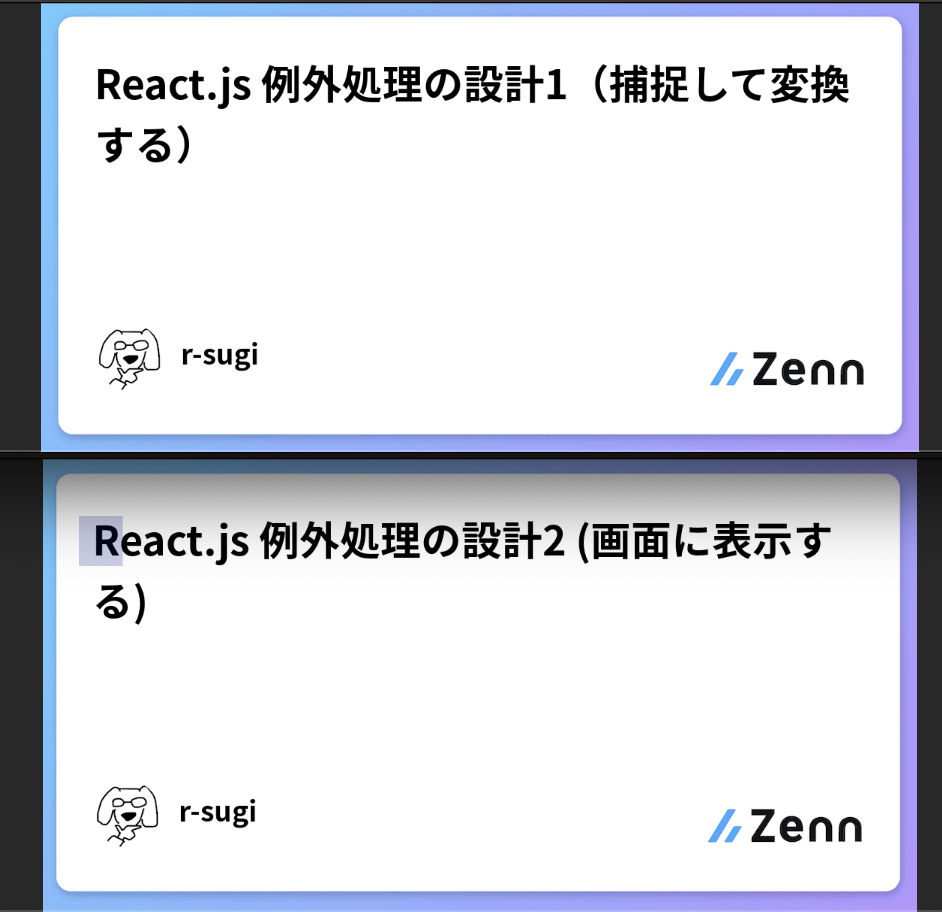 React.js 例外処理の設計1（捕捉して変換
する）
r-sugi
Zenn
React.js 例外処理の設計2 (画面に表示す
る)
r-sugi
Zenn